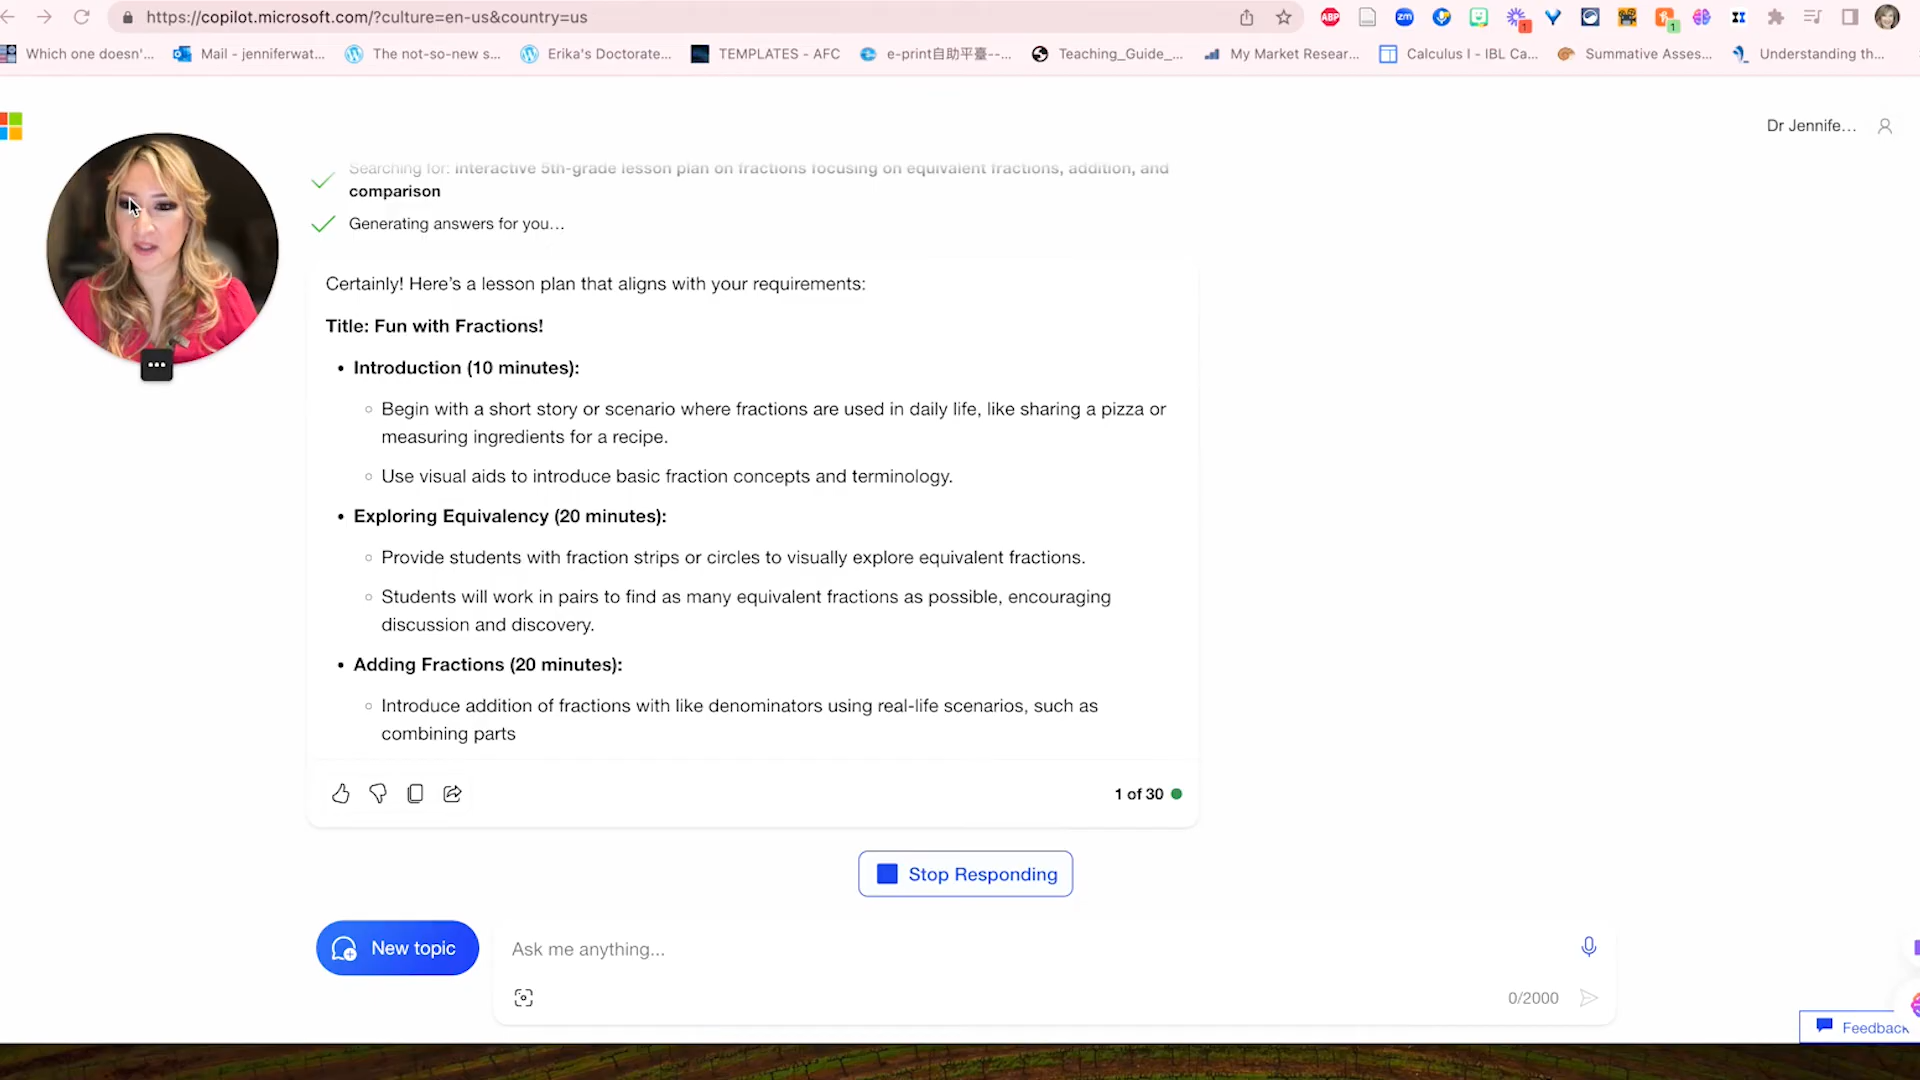 https://copilot.microsoft.com/?culture=en-us&country=us
ABP
zm
1
1
Which one doesn'...
Mail - jenniferwat...
The not-so-new s...
Erika's Doctorate...
TEMPLATES - AFC
e-print自助平臺--...
Teaching_Guide_...
My Market Resear...
Calculus I - IBL Ca...
Summative Asses...
Understanding th...
Dr Jennife...
Searching for: interactive 5th-grade lesson plan on fractions focusing on equivalent fractions, addition, and
comparison
Generating answers for you...
Certainly! Here's a lesson plan that aligns with your requirements:
Title: Fun with Fractions!
• Introduction (10 minutes):
○ Begin with a short story or scenario where fractions are used in daily life, like sharing a pizza or
measuring ingredients for a recipe.
○ Use visual aids to introduce basic fraction concepts and terminology.
• Exploring Equivalency (20 minutes):
○ Provide students with fraction strips or circles to visually explore equivalent fractions.
○ Students will work in pairs to find as many equivalent fractions as possible, encouraging
discussion and discovery.
• Adding Fractions (20 minutes):
○ Introduce addition of fractions with like denominators using real-life scenarios, such as
combining parts
1 of 30
Stop Responding
New topic
Ask me anything...
0/2000
Feedback